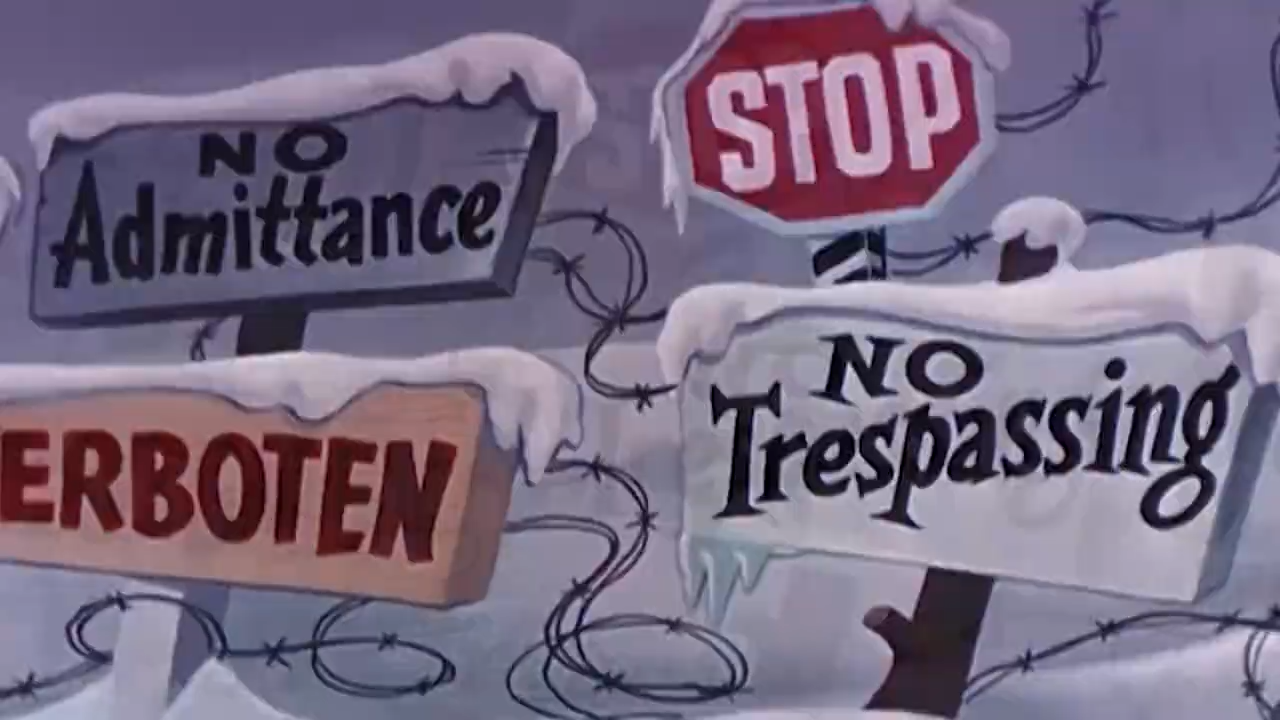 NO
Admittance
STOP
NO
Trespassing
ERBOTEN